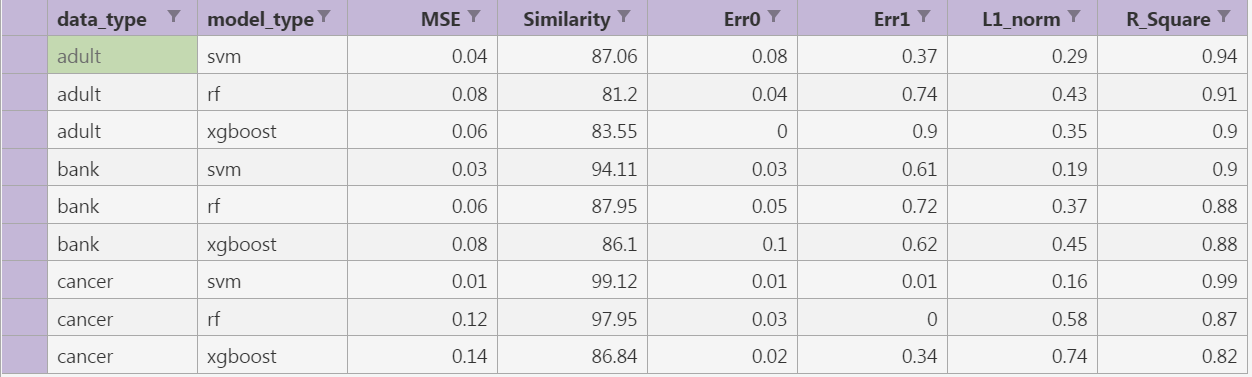 data_type model_type MSE Similarity Err0 Err1 L1_norm R_Square
adult svm 0.04 87.06 0.08 0.37 0.29 0.94
adult rf 0.08 81.2 0.04 0.74 0.43 0.91
adult xgboost 0.06 83.55 0 0.9 0.35 0.9
bank svm 0.03 94.11 0.03 0.61 0.19 0.9
bank rf 0.06 87.95 0.05 0.72 0.37 0.88
bank xgboost 0.08 86.1 0.1 0.62 0.45 0.88
cancer svm 0.01 99.12 0.01 0.01 0.16 0.99
cancer rf 0.12 97.95 0.03 0 0.58 0.87
cancer xgboost 0.14 86.84 0.02 0.34 0.74 0.82